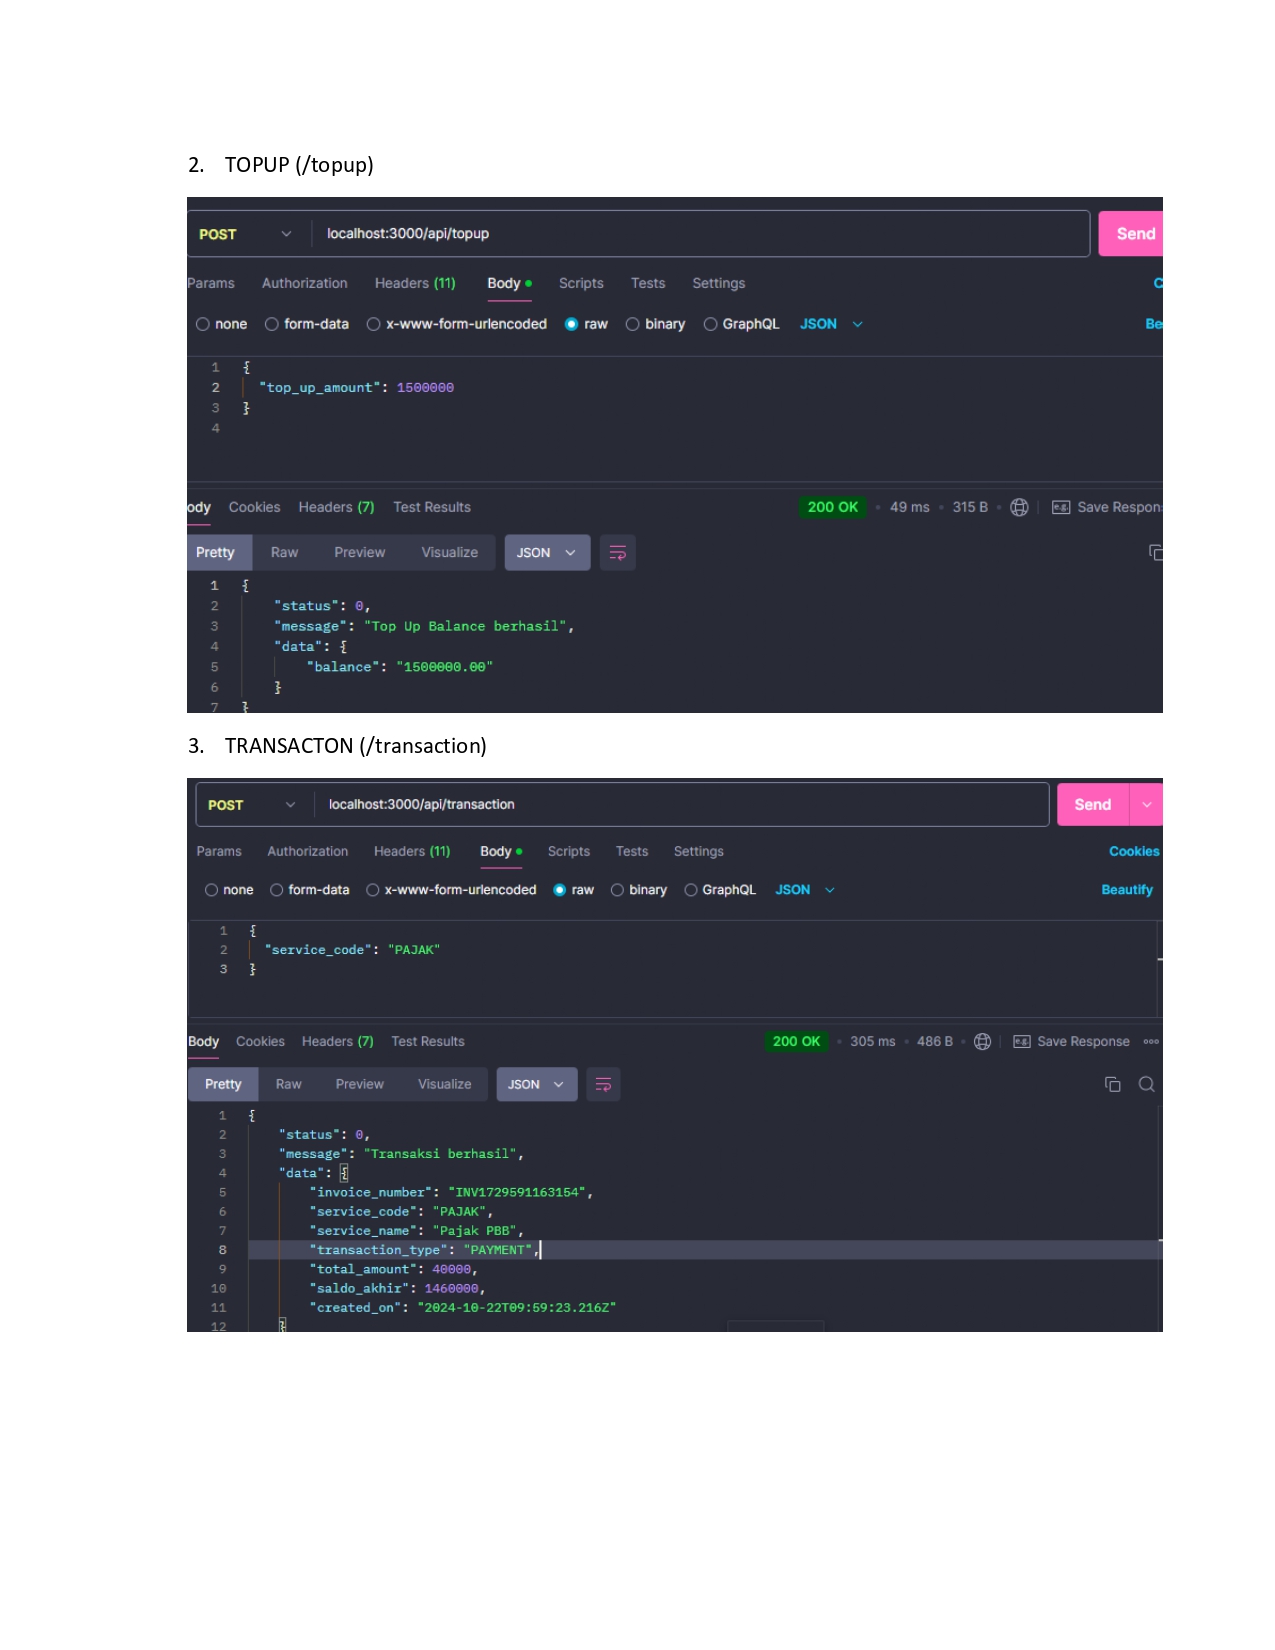 2. TOPUP (/topup)
POST localhost:3000/api/topup Send
Params Authorization Headers (11) Body Scripts Tests Settings C
none form-data x-www-form-urlencoded raw binary GraphQL JSON Be
1 {
2 "top_up_amount": 1500000
3 }
4
ody Cookies Headers (7) Test Results 200 OK 49 ms 315 B e.g. Save Respon
Pretty Raw Preview Visualize JSON
1 {
2 "status": 0,
3 "message": "Top Up Balance berhasil",
4 "data": {
5 "balance": "1500000.00"
6 }
7 }
3. TRANSACTON (/transaction)
POST localhost:3000/api/transaction Send
Params Authorization Headers (11) Body Scripts Tests Settings Cookies
none form-data x-www-form-urlencoded raw binary GraphQL JSON Beautify
1 {
2 "service_code": "PAJAK"
3 }
Body Cookies Headers (7) Test Results 200 OK 305 ms 486 B e.g. Save Response
Pretty Raw Preview Visualize JSON
1 {
2 "status": 0,
3 "message": "Transaksi berhasil",
4 "data": {
5 "invoice_number": "INV1729591163154",
6 "service_code": "PAJAK",
7 "service_name": "Pajak PBB",
8 "transaction_type": "PAYMENT",
9 "total_amount": 40000,
10 "saldo_akhir": 1460000,
11 "created_on": "2024-10-22T09:59:23.216Z"
12 }